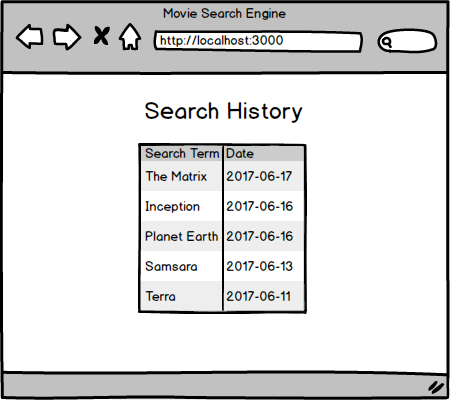 Movie Search Engine
http://localhost:3000
Search History
Search Term Date
The Matrix 2017-06-17
Inception 2017-06-16
Planet Earth 2017-06-16
Samsara 2017-06-13
Terra 2017-06-11